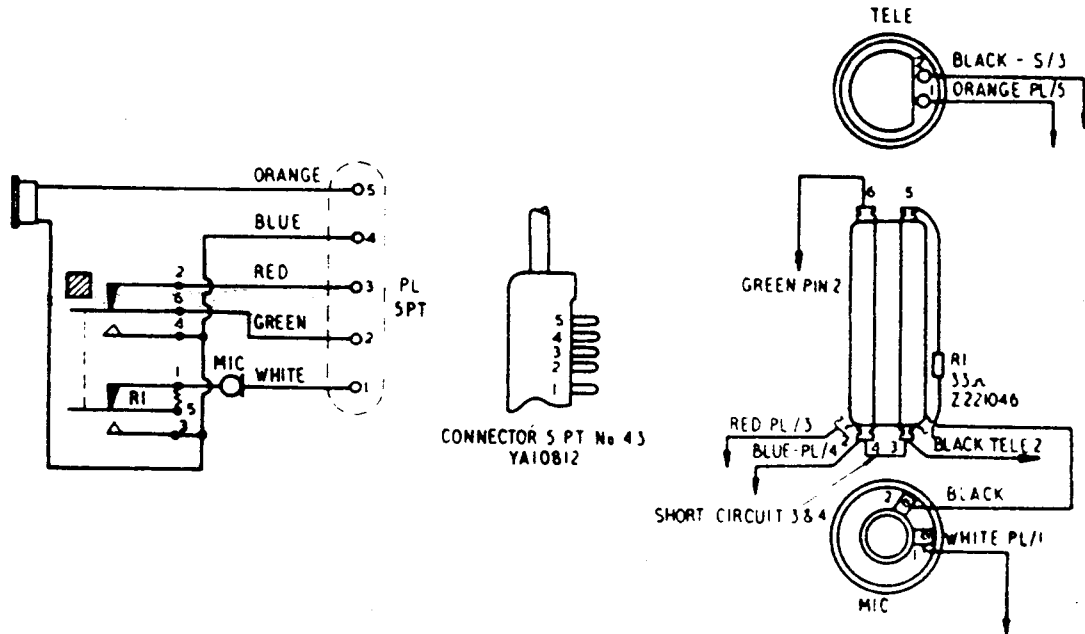 TELE
2
BLACK - S/3
1
ORANGE PL/5
ORANGE
5
BLUE
4
2
RED
3
PL
5PT
6
4
GREEN
2
MIC
1
WHITE
1
R1
5
3
5
4
3
2
1
CONNECTOR 5 PT No 43
YA10812
6
5
GREEN PIN 2
R1
33Ω
Z221046
RED PL/3
BLUE-PL/4
4
3
BLACK TELE 2
SHORT CIRCUIT 3&4
2
BLACK
WHITE PL/1
1
MIC